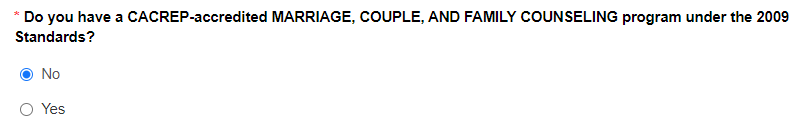 * Do you have a CACREP-accredited MARRIAGE, COUPLE, AND FAMILY COUNSELING program under the 2009
Standards?
No
Yes